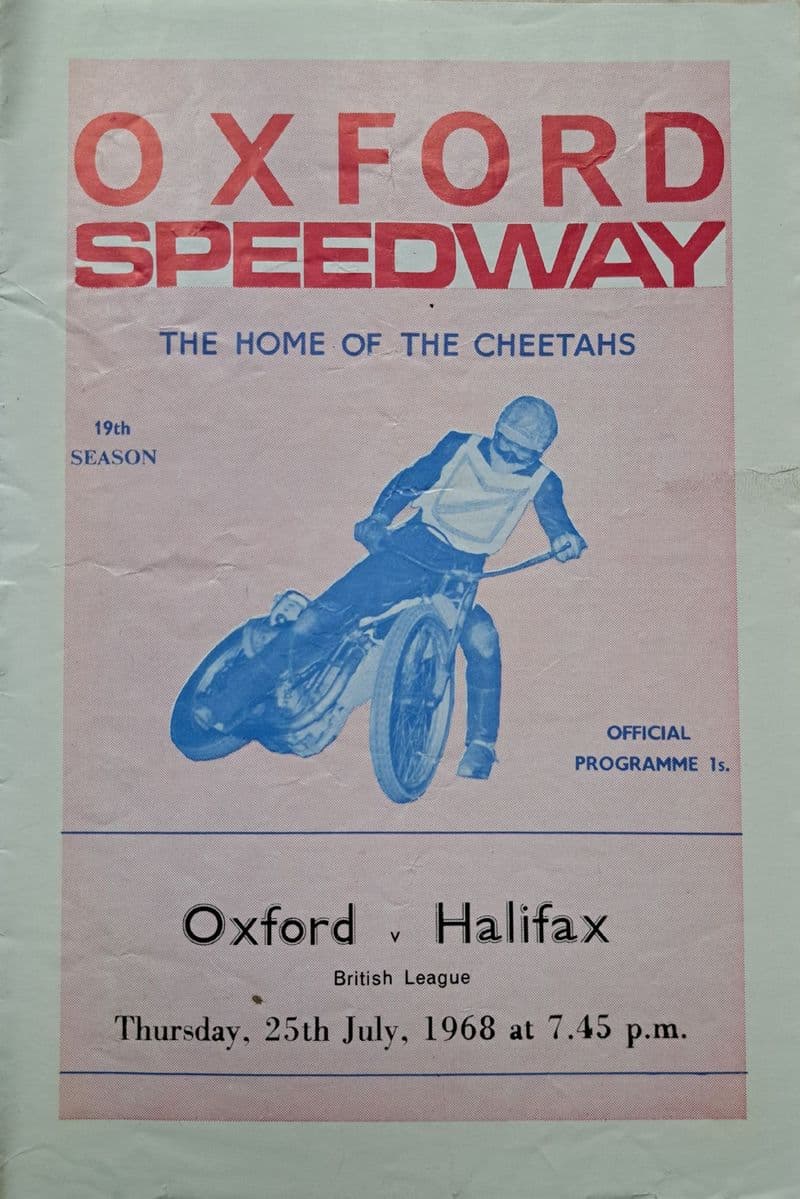 OXFORD
SPEEDWAY
THE HOME OF THE CHEETAHS
19th
SEASON
OFFICIAL
PROGRAMME 1s.
Oxford v Halifax
British League
Thursday, 25th July, 1968 at 7.45 p.m.